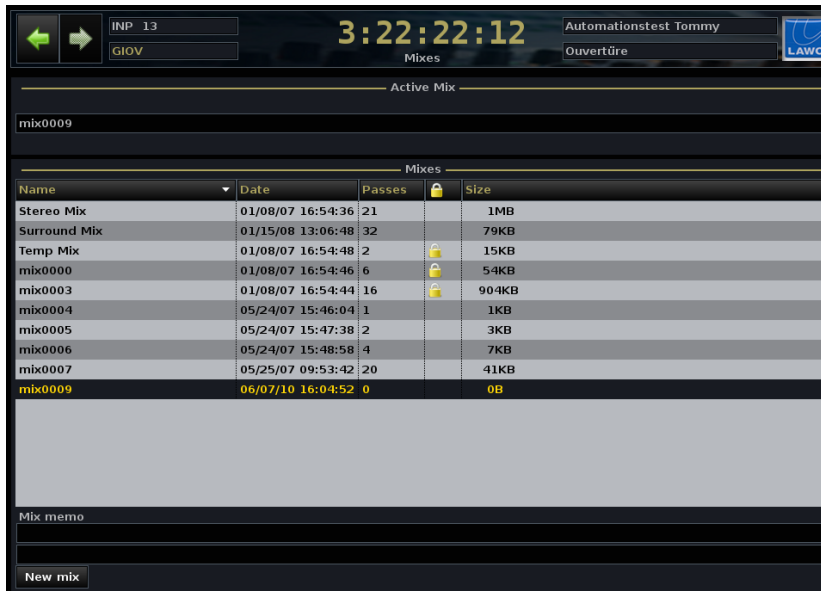 INP 13
GIOV
3:22:22:12
Mixes
Automationstest Tommy
Ouvertűre
LAWO
Active Mix
mix0009
Mixes
Name Date Passes Size
Stereo Mix 01/08/07 16:54:36 21 1MB
Surround Mix 01/15/08 13:06:48 32 79KB
Temp Mix 01/08/07 16:54:48 2 15KB
mix0000 01/08/07 16:54:46 6 54KB
mix0003 01/08/07 16:54:44 16 904KB
mix0004 05/24/07 15:46:04 1 1KB
mix0005 05/24/07 15:47:38 2 3KB
mix0006 05/24/07 15:48:58 4 7KB
mix0007 05/25/07 09:53:42 20 41KB
mix0009 06/07/10 16:04:52 0 0B
Mix memo
New mix